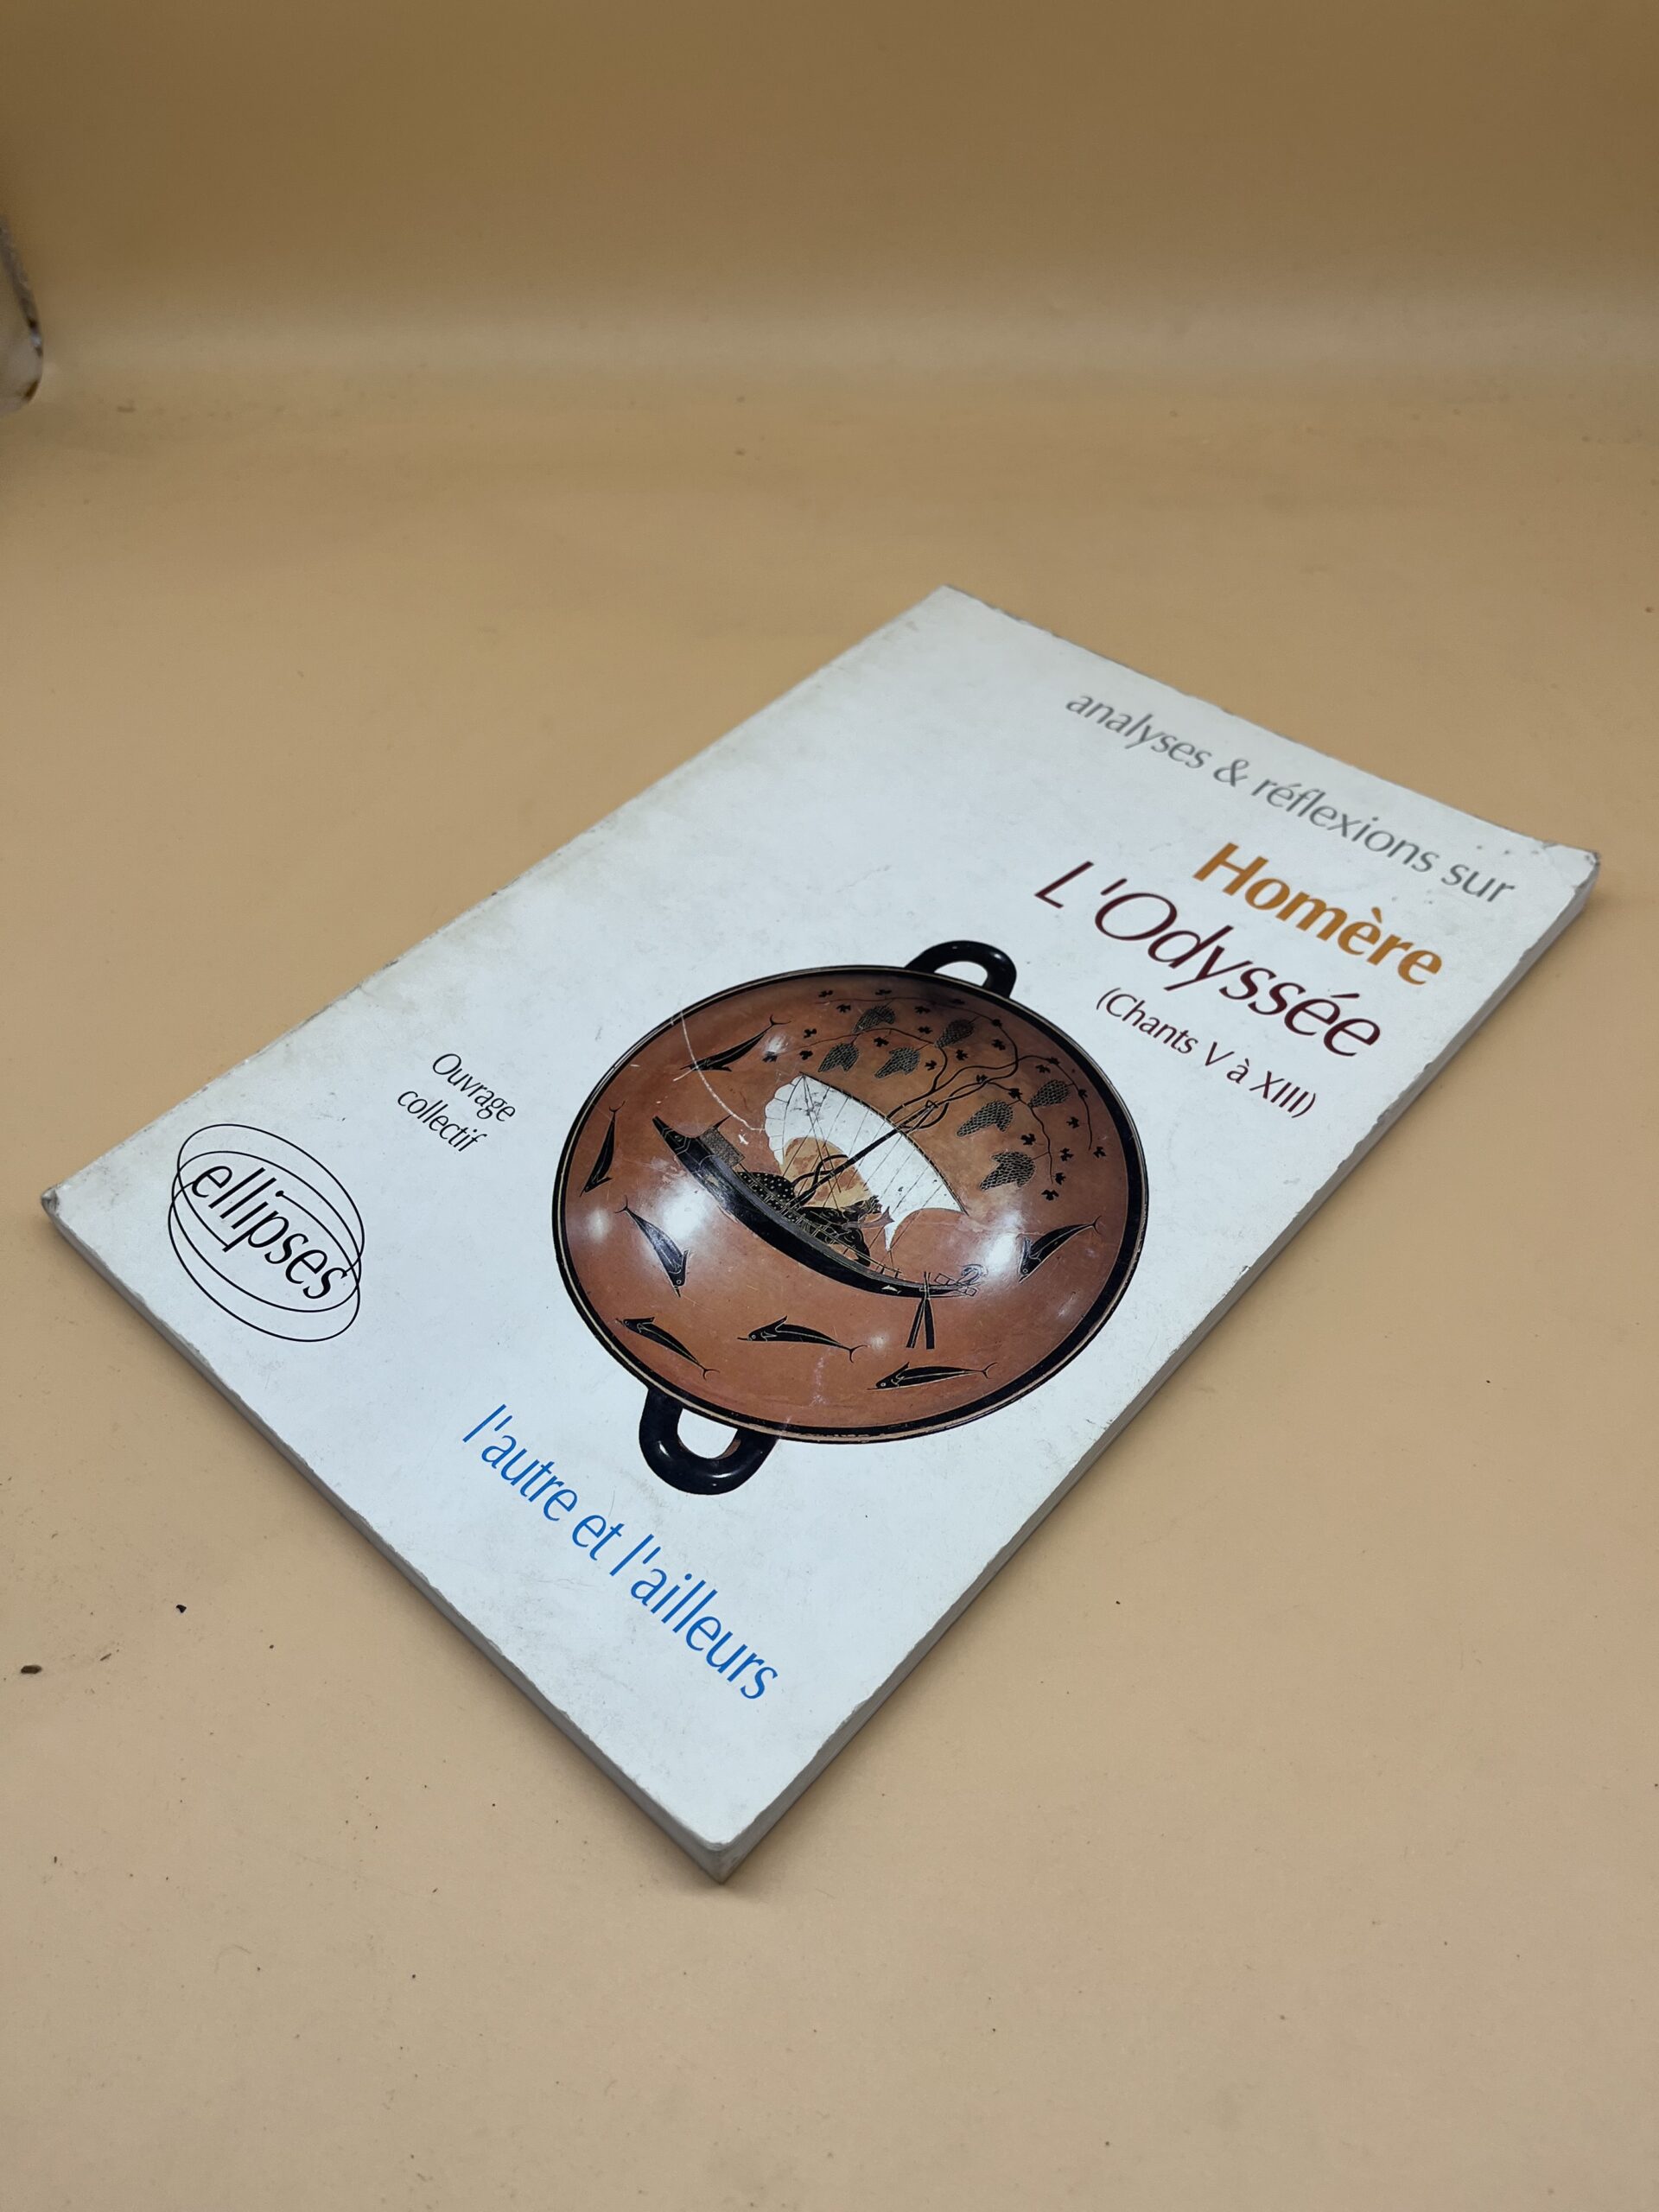 analyses & réflexions sur
Homère
L'Odyssée
(Chants V à XIII)
Ouvrage
collectif
ellipses
l'autre et l'ailleurs